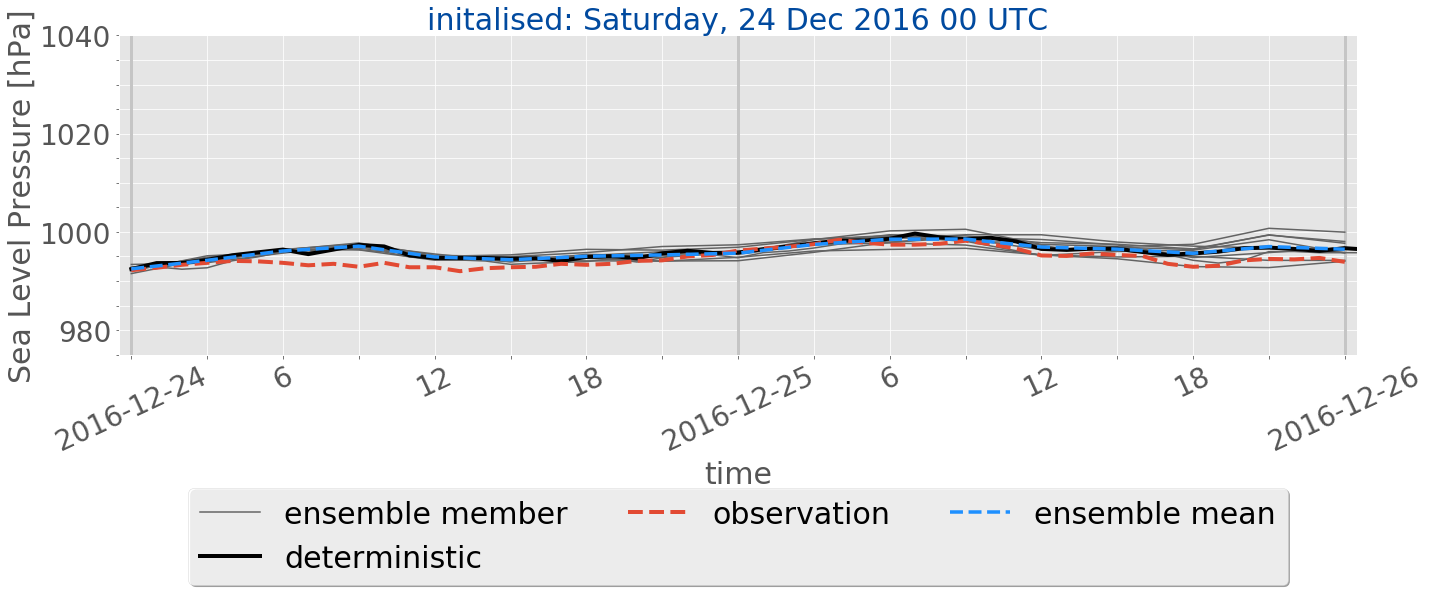 initalised: Saturday, 24 Dec 2016 00 UTC
Sea Level Pressure [hPa]
1040
1020
1000
980
2016-12-24
6
12
18
2016-12-25
6
12
18
2016-12-26
time
ensemble member
observation
ensemble mean
deterministic